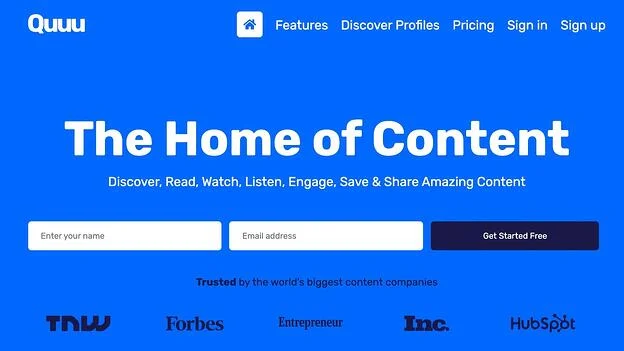 Quuu Features Discover Profiles Pricing Sign in Sign up
The Home of Content
Discover, Read, Watch, Listen, Engage, Save & Share Amazing Content
Enter your name Email address Get Started Free
Trusted by the world's biggest content companies
TNW Forbes Entrepreneur Inc. HubSpot